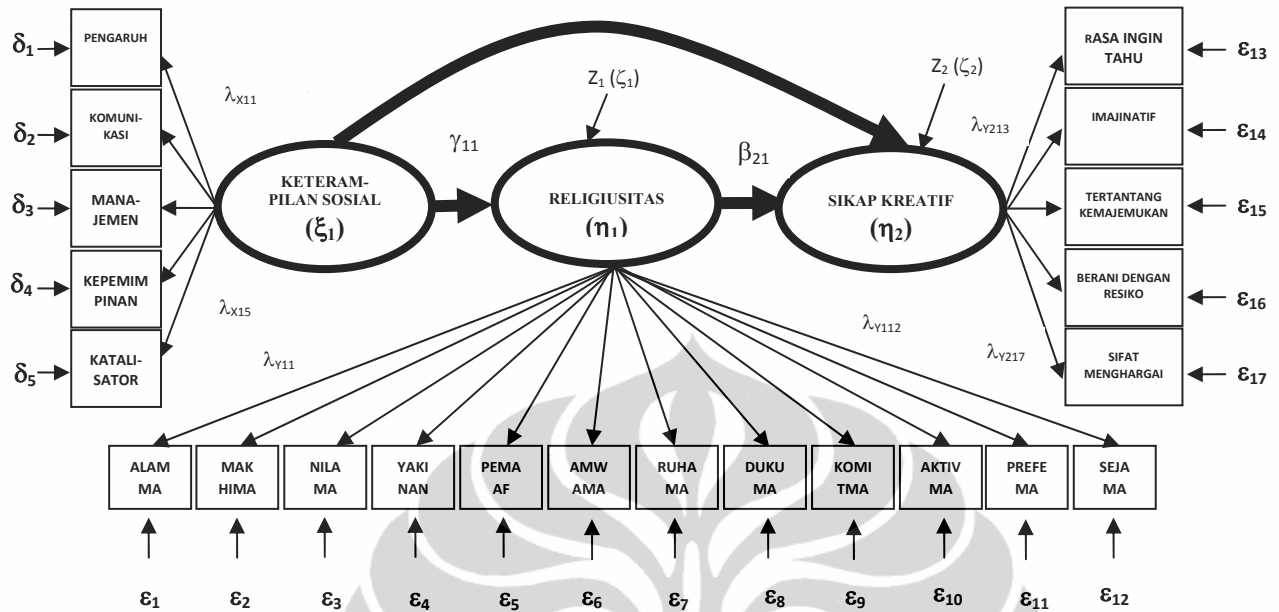 δ1
PENGARUH
δ2
KOMUNI-
KASI
δ3
MANA-
JEMEN
δ4
KEPEMIM
PINAN
δ5
KATALI-
SATOR
λX11
λX15
KETERAM-
PILAN SOSIAL
(ξ1)
γ11
Z1 (ζ1)
RELIGIUSITAS
(η1)
β21
Z2 (ζ2)
SIKAP KREATIF
(η2)
λY213
λY217
RASA INGIN
TAHU
ε13
IMAJINATIF
ε14
TERTANTANG
KEMAJEMUKAN
ε15
BERANI DENGAN
RESIKO
ε16
SIFAT
MENGHARGAI
ε17
λY11
λY112
ALAM
MA
MAK
HIMA
NILA
MA
YAKI
NAN
PEMA
AF
AMW
AMA
RUHA
MA
DUKU
MA
KOMI
TMA
AKTIV
MA
PREFE
MA
SEJA
MA
ε1 ε2 ε3 ε4 ε5 ε6 ε7 ε8 ε9 ε10 ε11 ε12